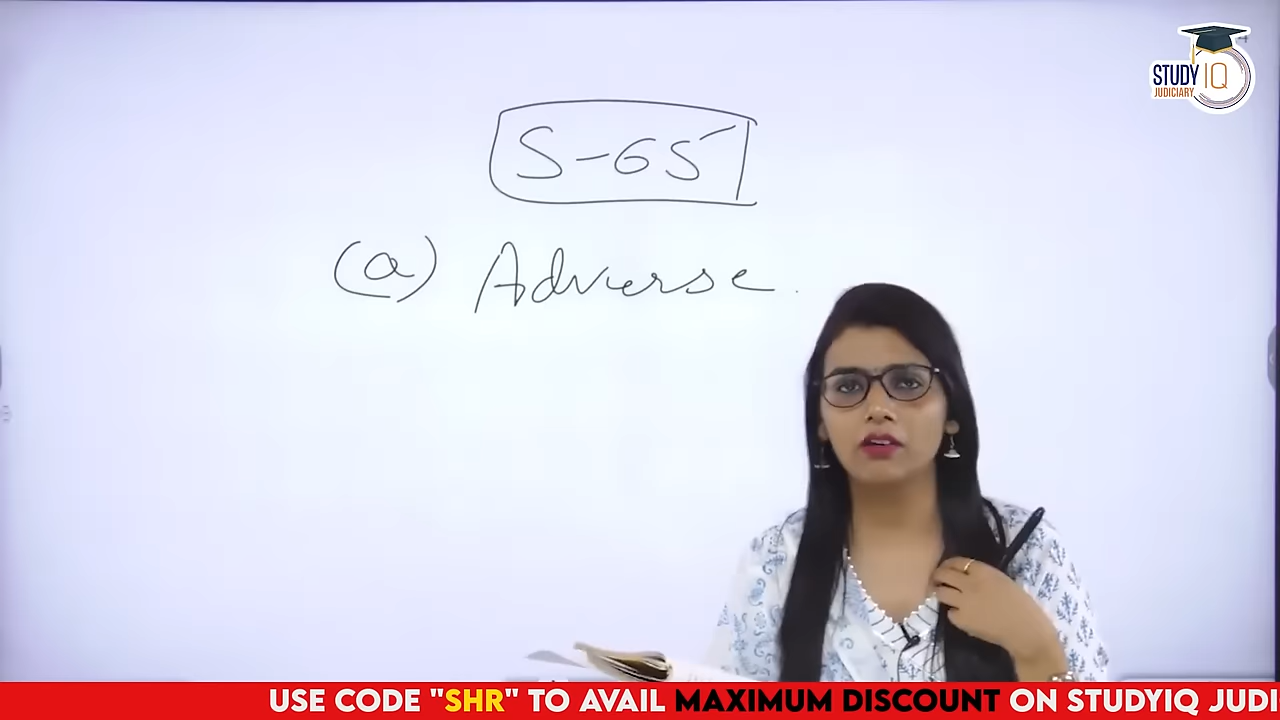 STUDY IQ
JUDICIARY
S-65
(a) Adverse
USE CODE "SHR" TO AVAIL MAXIMUM DISCOUNT ON STUDYIQ JUDI